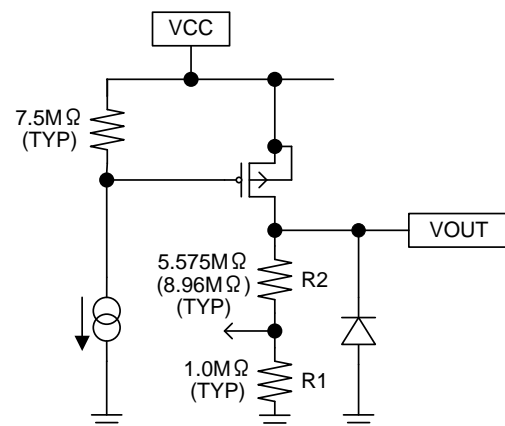 VCC
7.5MΩ
(TYP)
VOUT
5.575MΩ
(8.96MΩ)
(TYP)
R2
1.0MΩ
(TYP)
R1